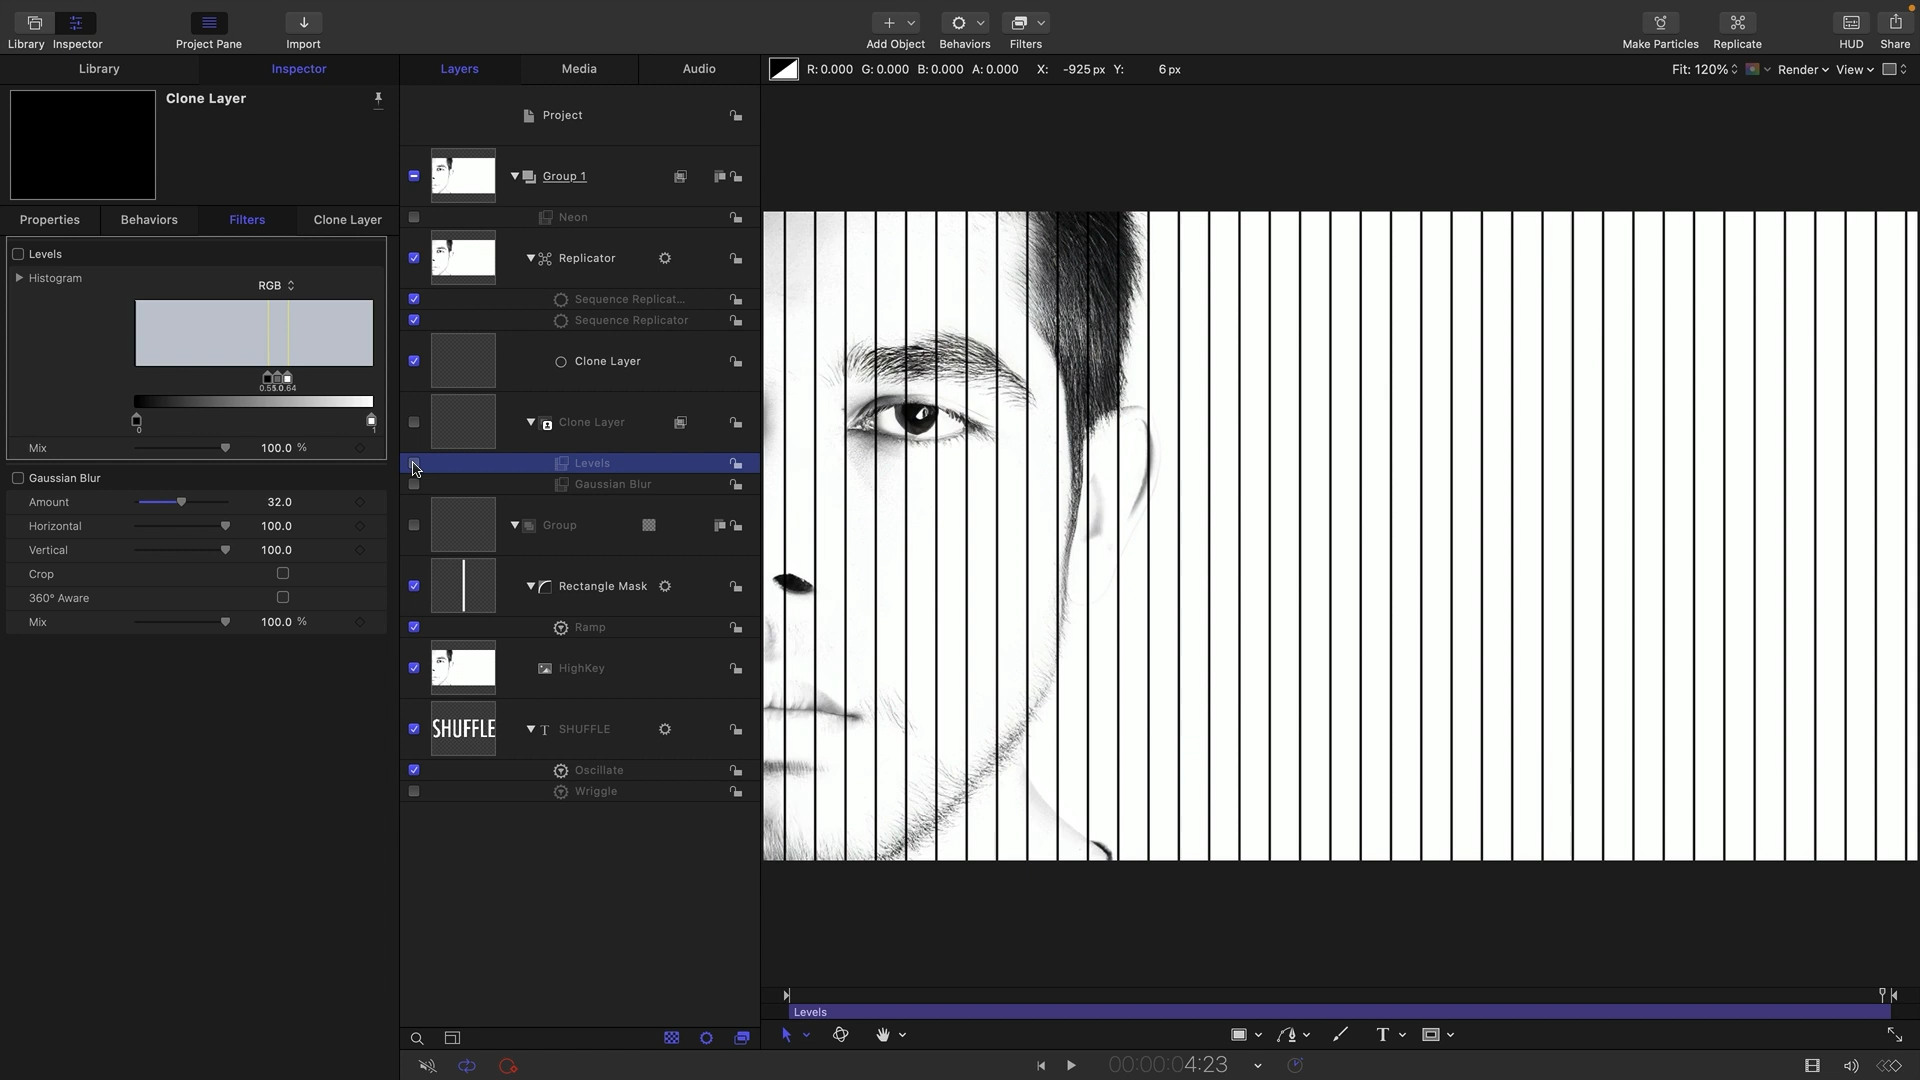 Library Inspector
Project Pane
Import
Add Object
Behaviors
Filters
Make Particles
Replicate
HUD
Share
Library
Inspector
Layers
Media
Audio
R: 0.000 G: 0.000 B: 0.000 A: 0.000 X: -925 px Y: 6 px
Fit: 120%
Render
View
Clone Layer
Properties
Behaviors
Filters
Clone Layer
Levels
Histogram
RGB
0
1
Mix 100.0 %
Gaussian Blur
Amount 32.0
Horizontal 100.0
Vertical 100.0
Crop
360° Aware
Mix 100.0 %
Project
Group 1
Neon
Replicator
Sequence Replicat...
Sequence Replicator
Clone Layer
Clone Layer
Levels
Gaussian Blur
Group
Rectangle Mask
Ramp
HighKey
SHUFFLE
SHUFFLE
Oscillate
Wriggle
Levels
T
00:00:04:23